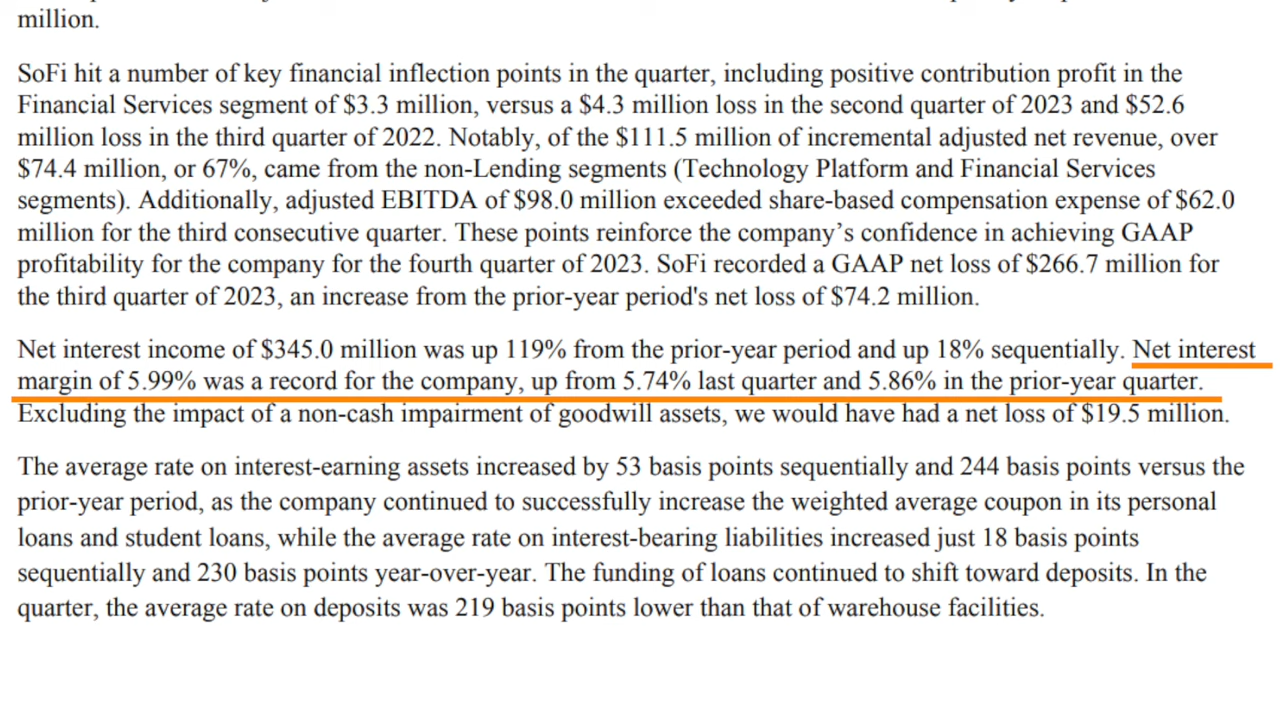 million.
SoFi hit a number of key financial inflection points in the quarter, including positive contribution profit in the
Financial Services segment of $3.3 million, versus a $4.3 million loss in the second quarter of 2023 and $52.6
million loss in the third quarter of 2022. Notably, of the $111.5 million of incremental adjusted net revenue, over
$74.4 million, or 67%, came from the non-Lending segments (Technology Platform and Financial Services
segments). Additionally, adjusted EBITDA of $98.0 million exceeded share-based compensation expense of $62.0
million for the third consecutive quarter. These points reinforce the company’s confidence in achieving GAAP
profitability for the company for the fourth quarter of 2023. SoFi recorded a GAAP net loss of $266.7 million for
the third quarter of 2023, an increase from the prior-year period's net loss of $74.2 million.
Net interest income of $345.0 million was up 119% from the prior-year period and up 18% sequentially. Net interest
margin of 5.99% was a record for the company, up from 5.74% last quarter and 5.86% in the prior-year quarter.
Excluding the impact of a non-cash impairment of goodwill assets, we would have had a net loss of $19.5 million.
The average rate on interest-earning assets increased by 53 basis points sequentially and 244 basis points versus the
prior-year period, as the company continued to successfully increase the weighted average coupon in its personal
loans and student loans, while the average rate on interest-bearing liabilities increased just 18 basis points
sequentially and 230 basis points year-over-year. The funding of loans continued to shift toward deposits. In the
quarter, the average rate on deposits was 219 basis points lower than that of warehouse facilities.